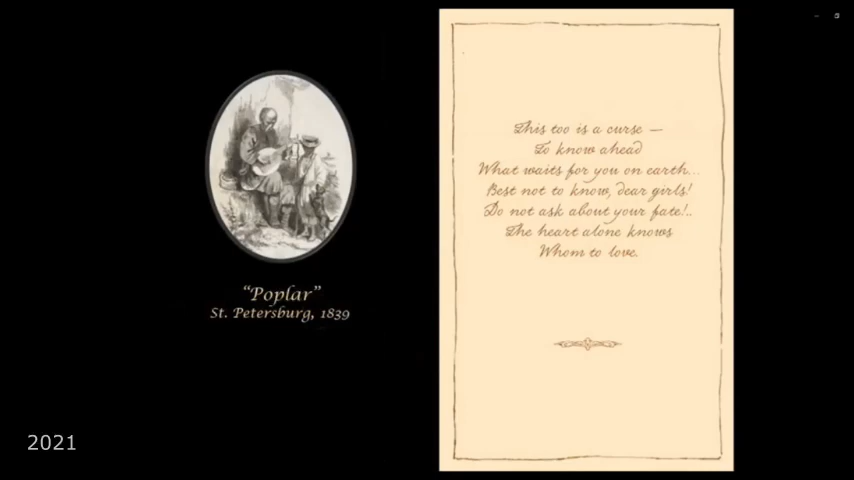 "Poplar"
St. Petersburg, 1839
This too is a curse —
To know ahead
What waits for you on earth...
Best not to know, dear girls!
Do not ask about your fate!..
The heart alone knows
Whom to love.
2021